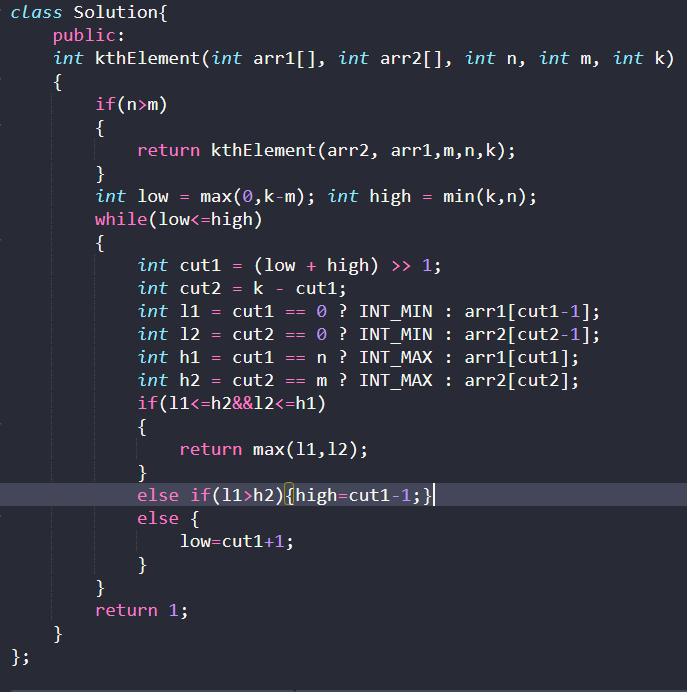 class Solution{
    public:
    int kthElement(int arr1[], int arr2[], int n, int m, int k)
    {
        if(n>m)
        {
            return kthElement(arr2, arr1,m,n,k);
        }
        int low = max(0,k-m); int high = min(k,n);
        while(low<=high)
        {
            int cut1 = (low + high) >> 1;
            int cut2 = k - cut1;
            int l1 = cut1 == 0 ? INT_MIN : arr1[cut1-1];
            int l2 = cut2 == 0 ? INT_MIN : arr2[cut2-1];
            int h1 = cut1 == n ? INT_MAX : arr1[cut1];
            int h2 = cut2 == m ? INT_MAX : arr2[cut2];
            if(l1<=h2&&l2<=h1)
            {
                return max(l1,l2);
            }
            else if(l1>h2){high=cut1-1;}
            else {
                low=cut1+1;
            }
        }
        return 1;
    }
};